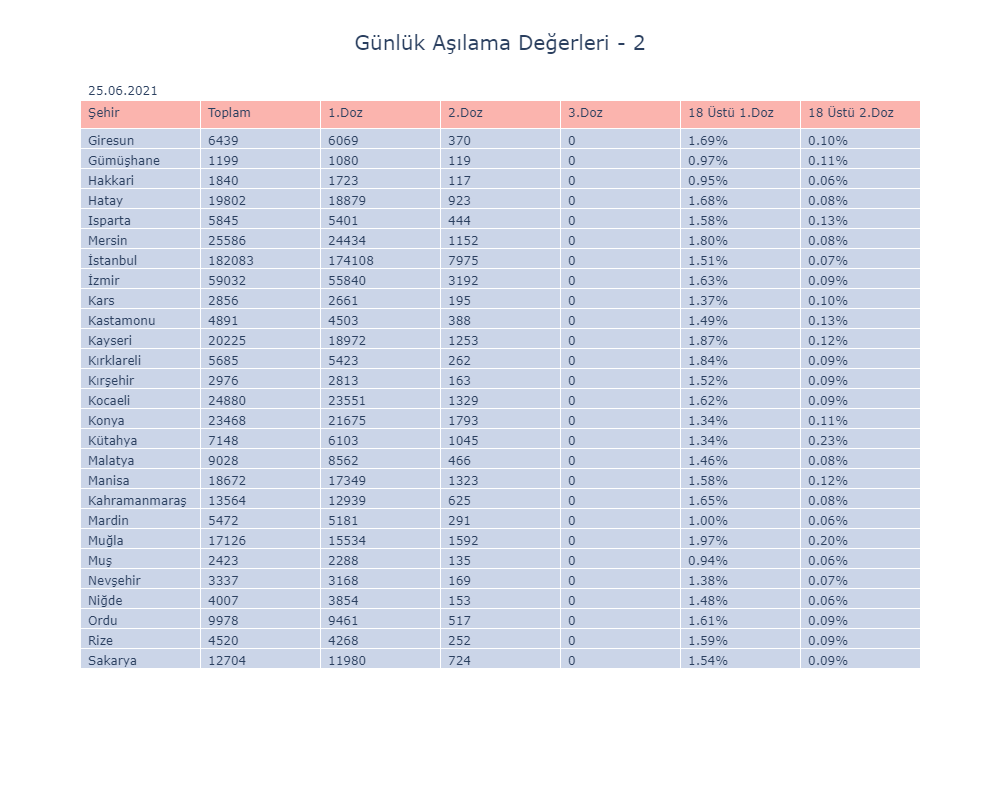 Günlük Aşılama Değerleri - 2
25.06.2021
Şehir Toplam 1.Doz 2.Doz 3.Doz 18 Üstü 1.Doz 18 Üstü 2.Doz
Giresun 6439 6069 370 0 1.69% 0.10%
Gümüşhane 1199 1080 119 0 0.97% 0.11%
Hakkari 1840 1723 117 0 0.95% 0.06%
Hatay 19802 18879 923 0 1.68% 0.08%
Isparta 5845 5401 444 0 1.58% 0.13%
Mersin 25586 24434 1152 0 1.80% 0.08%
İstanbul 182083 174108 7975 0 1.51% 0.07%
İzmir 59032 55840 3192 0 1.63% 0.09%
Kars 2856 2661 195 0 1.37% 0.10%
Kastamonu 4891 4503 388 0 1.49% 0.13%
Kayseri 20225 18972 1253 0 1.87% 0.12%
Kırklareli 5685 5423 262 0 1.84% 0.09%
Kırşehir 2976 2813 163 0 1.52% 0.09%
Kocaeli 24880 23551 1329 0 1.62% 0.09%
Konya 23468 21675 1793 0 1.34% 0.11%
Kütahya 7148 6103 1045 0 1.34% 0.23%
Malatya 9028 8562 466 0 1.46% 0.08%
Manisa 18672 17349 1323 0 1.58% 0.12%
Kahramanmaraş 13564 12939 625 0 1.65% 0.08%
Mardin 5472 5181 291 0 1.00% 0.06%
Muğla 17126 15534 1592 0 1.97% 0.20%
Muş 2423 2288 135 0 0.94% 0.06%
Nevşehir 3337 3168 169 0 1.38% 0.07%
Niğde 4007 3854 153 0 1.48% 0.06%
Ordu 9978 9461 517 0 1.61% 0.09%
Rize 4520 4268 252 0 1.59% 0.09%
Sakarya 12704 11980 724 0 1.54% 0.09%